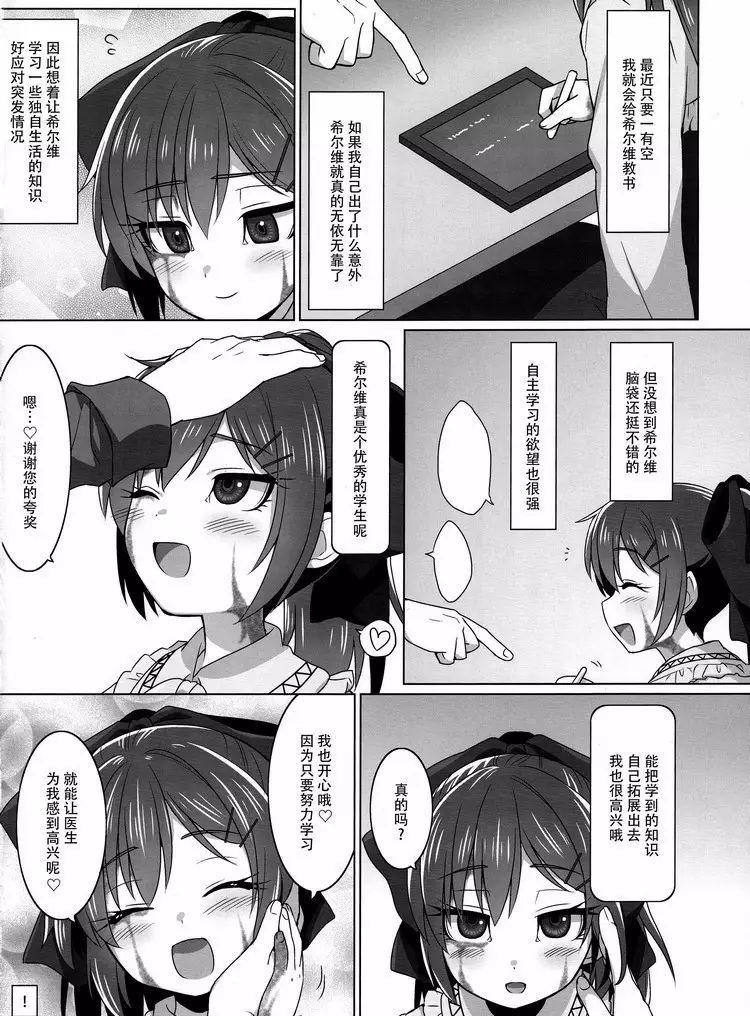 最近只要一有空
我就会给希尔维教书
如果我自己出了什么意外
希尔维就真的无依无靠了
因此想着让希尔维
学习一些独自生活的知识
好应对突发情况
但没想到希尔维
脑袋还挺不错的
自主学习的欲望也很强
希尔维真是个优秀的学生呢
嗯…♡谢谢您的夸奖
能把学到的知识
自己拓展出去
我也很高兴哦
真的吗?
我也开心哦♡
因为只要努力学习
就能让医生
为我感到高兴呢♡
!